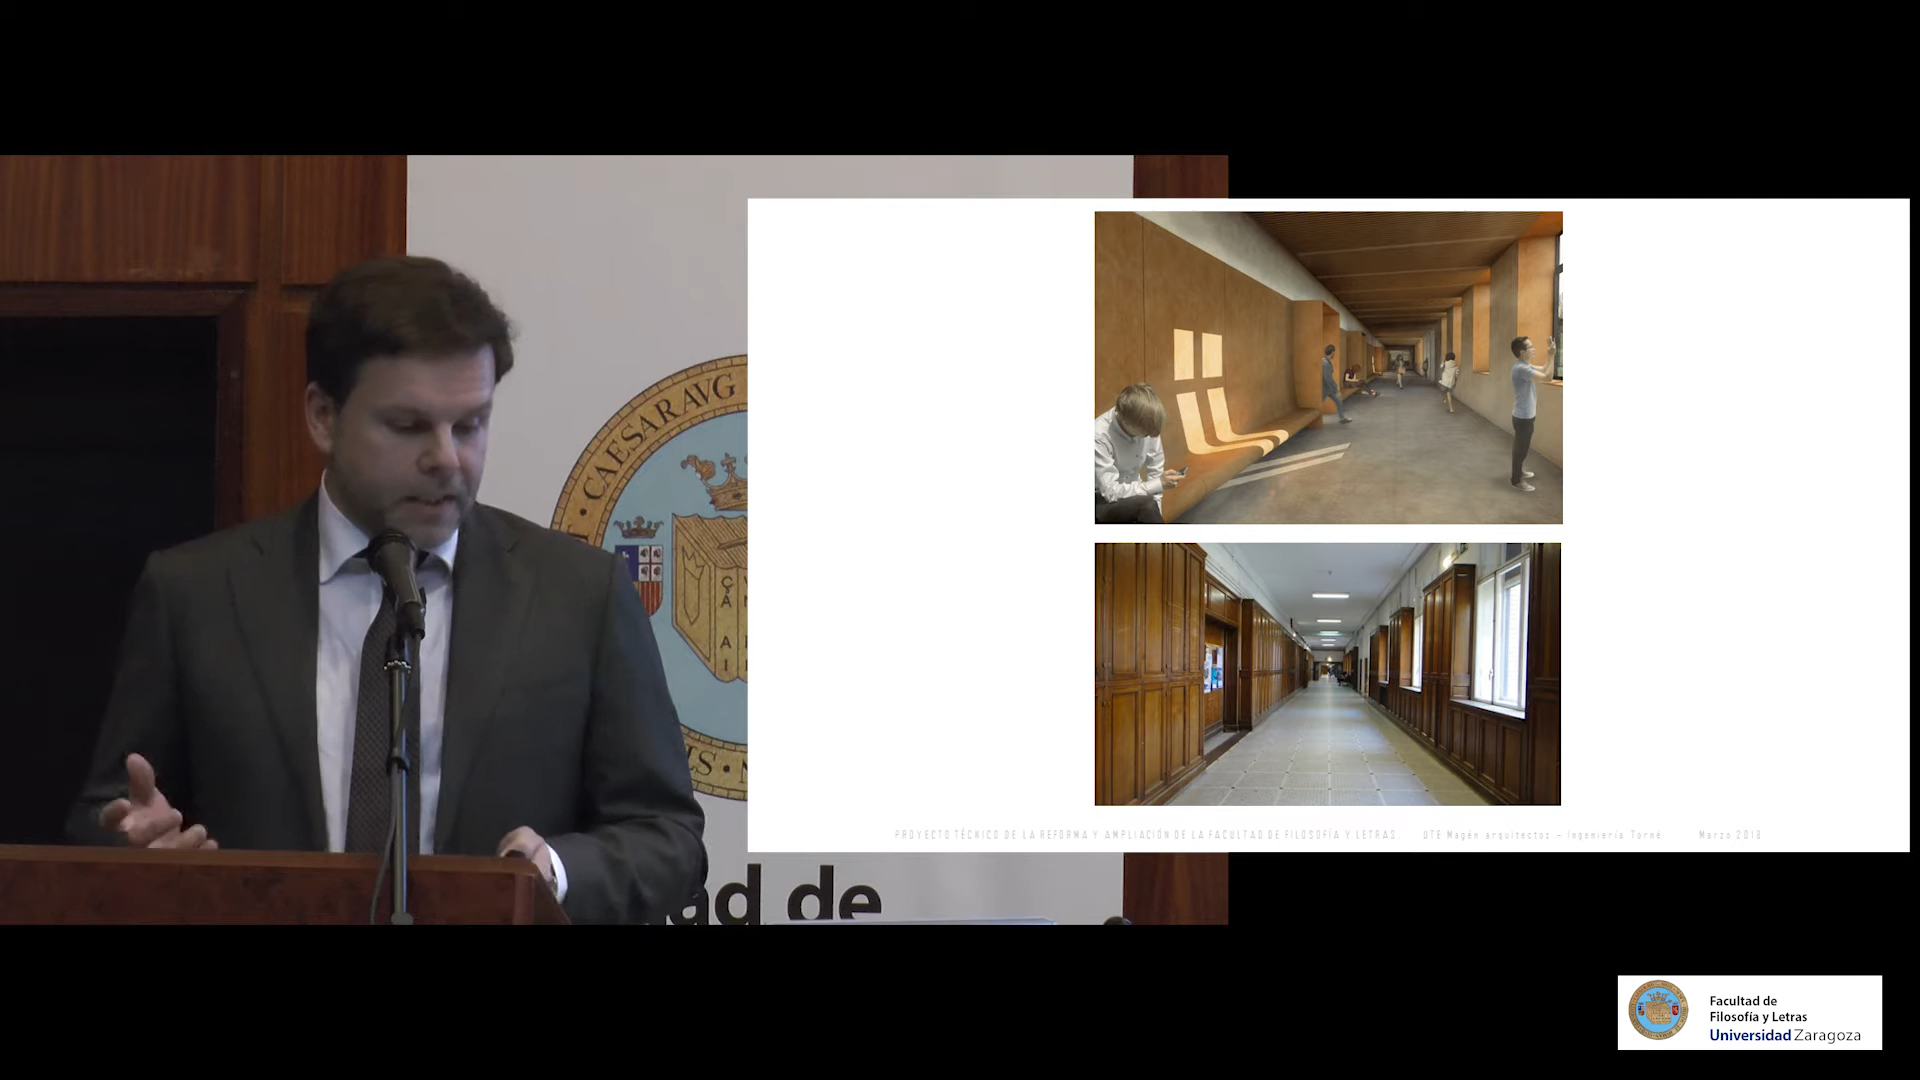 CAESARAVG
LS • N
ad de
PROYECTO TÉCNICO DE LA REFORMA Y AMPLIACIÓN DE LA FACULTAD DE FILOSOFÍA Y LETRAS UTE Magén arquitectos – Ingeniería Torné Marzo 2018
Facultad de
Filosofía y Letras
Universidad Zaragoza